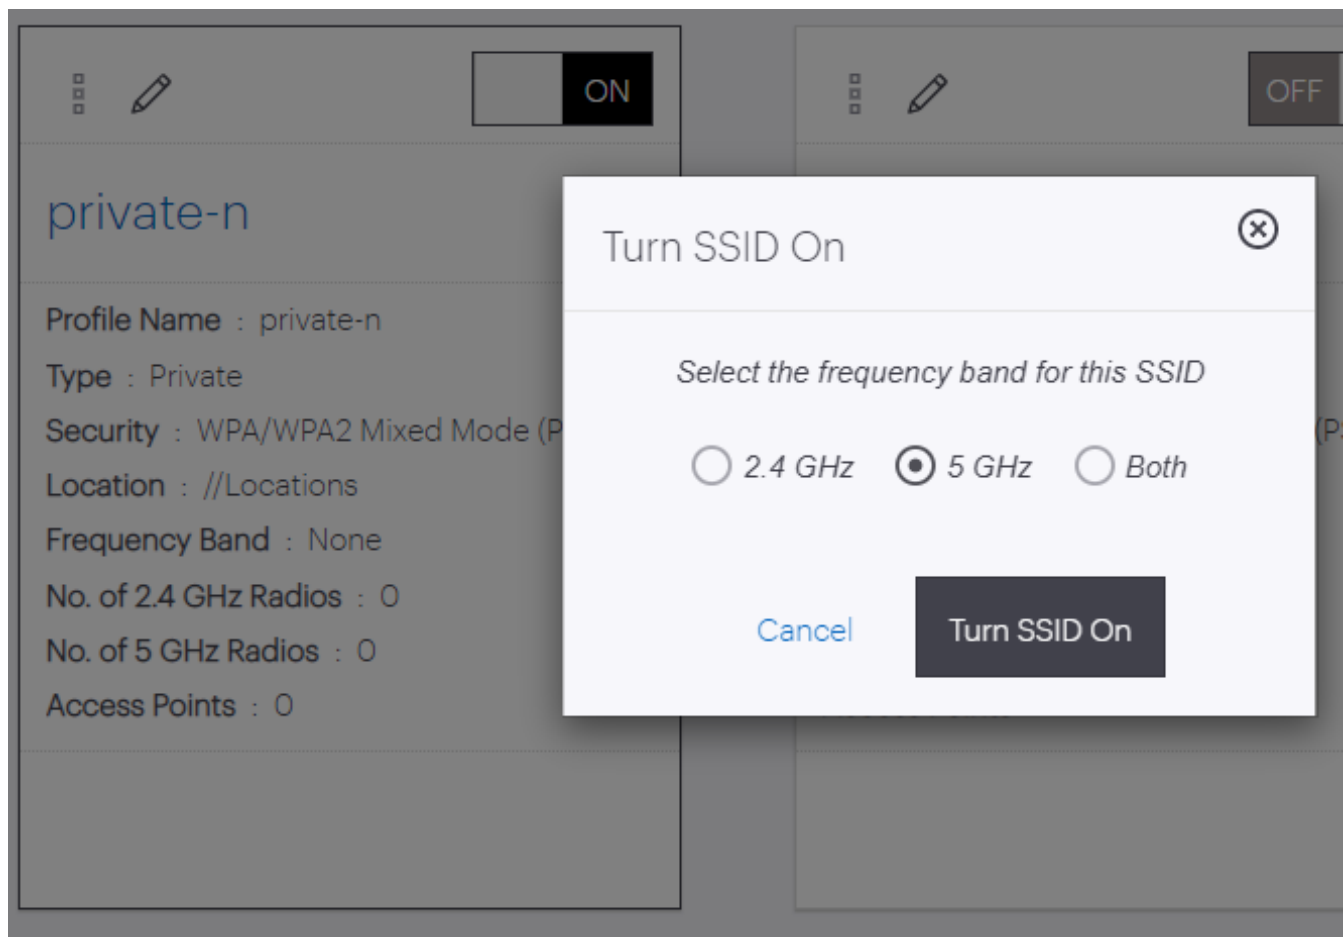 ON
OFF
private-n
Turn SSID On
Profile Name : private-n
Type : Private
Security : WPA/WPA2 Mixed Mode (P
Location : //Locations
Frequency Band : None
No. of 2.4 GHz Radios : 0
No. of 5 GHz Radios : 0
Access Points : 0
Select the frequency band for this SSID
2.4 GHz 5 GHz Both
Cancel Turn SSID On
(P